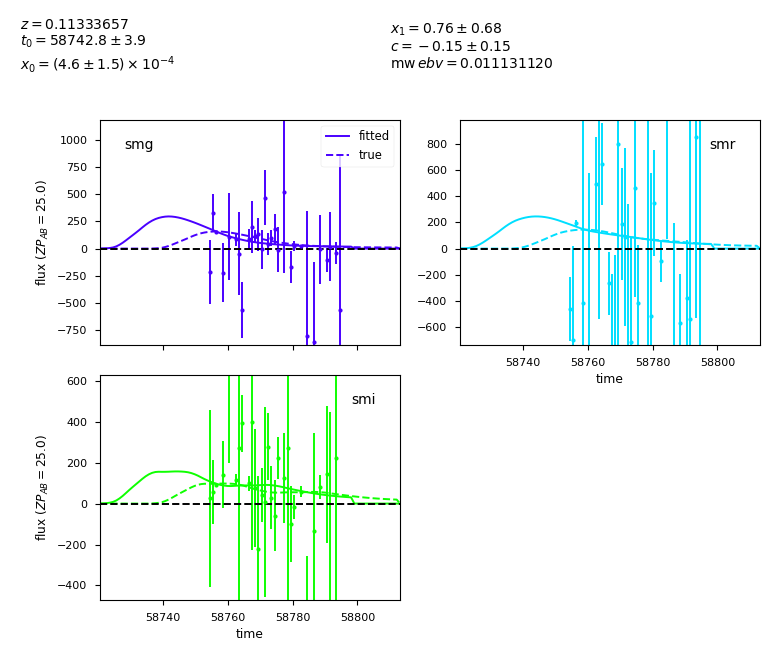 z = 0.11333657
t₀ = 58742.8 ± 3.9
x₀ = (4.6 ± 1.5) × 10⁻⁴
x₁ = 0.76 ± 0.68
c = −0.15 ± 0.15
mw ebv = 0.011131120
smg
fitted
true
1000
750
500
250
0
−250
−500
−750
flux (ZP_AB = 25.0)
smr
800
600
400
200
0
−200
−400
−600
58740 58760 58780 58800
time
smi
600
400
200
0
−200
−400
flux (ZP_AB = 25.0)
58740 58760 58780 58800
time